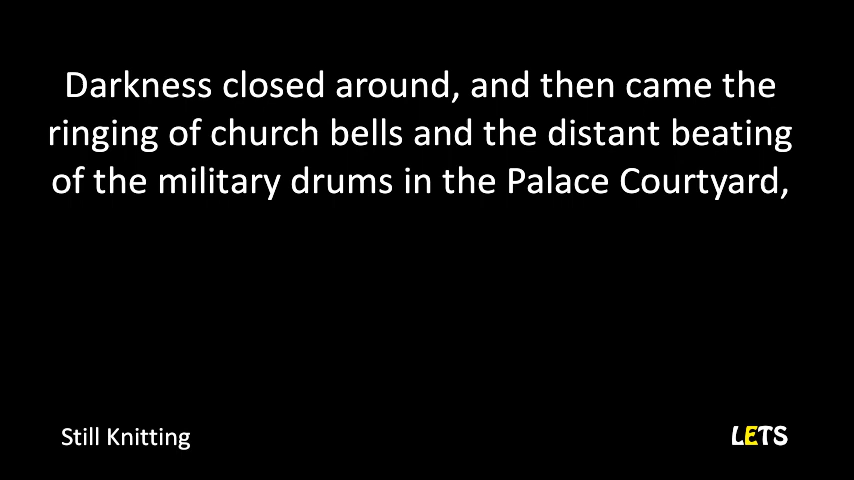 Darkness closed around, and then came the
ringing of church bells and the distant beating
of the military drums in the Palace Courtyard,
Still Knitting
LETS